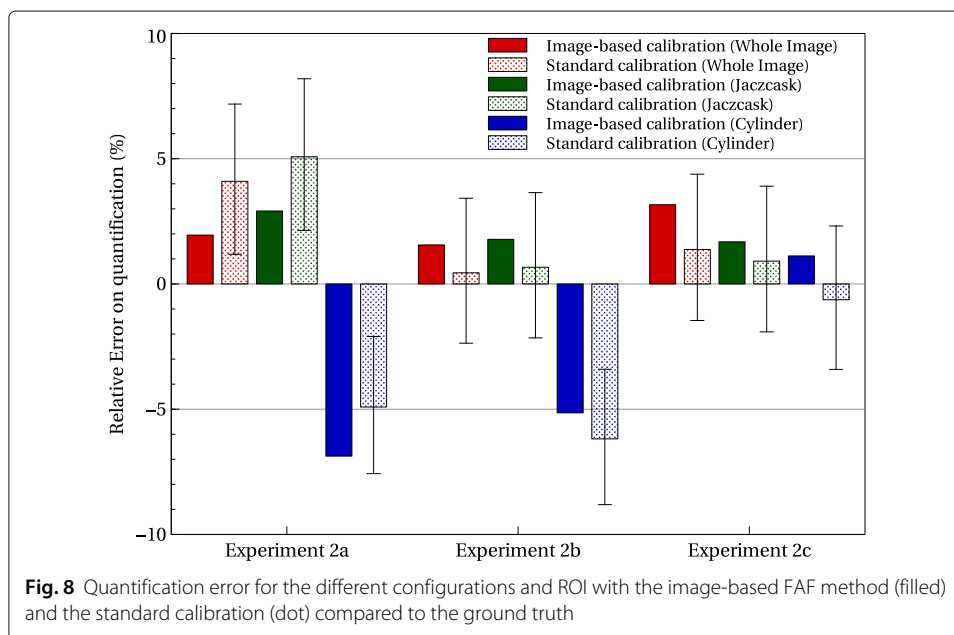 10
5
0
−5
−10
Relative Error on quantification (%)
Image-based calibration (Whole Image)
Standard calibration (Whole Image)
Image-based calibration (Jaczcask)
Standard calibration (Jaczcask)
Image-based calibration (Cylinder)
Standard calibration (Cylinder)
Experiment 2a
Experiment 2b
Experiment 2c
Fig. 8 Quantification error for the different configurations and ROI with the image-based FAF method (filled)
and the standard calibration (dot) compared to the ground truth